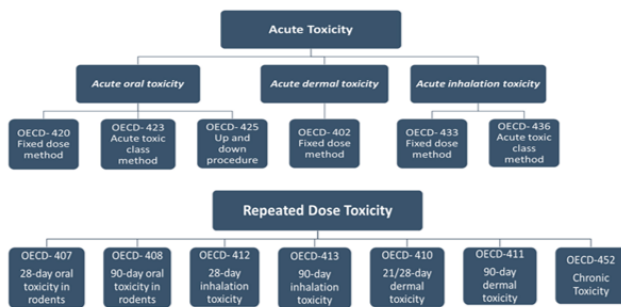 Acute Toxicity
Acute oral toxicity
Acute dermal toxicity
Acute inhalation toxicity
OECD- 420
Fixed dose
method
OECD- 423
Acute toxic
class method
OECD- 425
Up and
down
procedure
OECD- 402
Fixed dose
method
OECD- 433
Fixed dose
method
OECD- 436
Acute toxic
class
method
Repeated Dose Toxicity
OECD- 407
28-day oral
toxicity in
rodents
OECD- 408
90-day oral
toxicity in
rodents
OECD- 412
28-day
inhalation
toxicity
OECD- 413
90-day
inhalation
toxicity
OECD- 410
21/28-day
dermal
toxicity
OECD-411
90-day
dermal
toxicity
OECD-452
Chronic
Toxicity